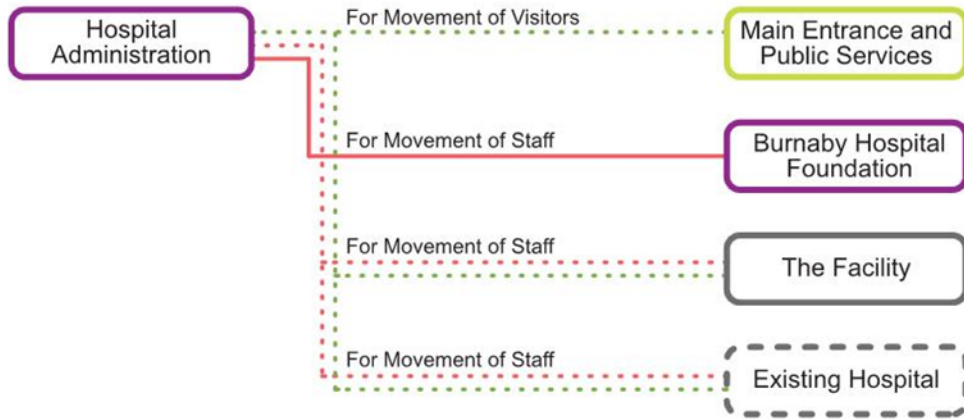 Hospital
Administration
For Movement of Visitors
Main Entrance and
Public Services
For Movement of Staff
Burnaby Hospital
Foundation
For Movement of Staff
The Facility
For Movement of Staff
Existing Hospital